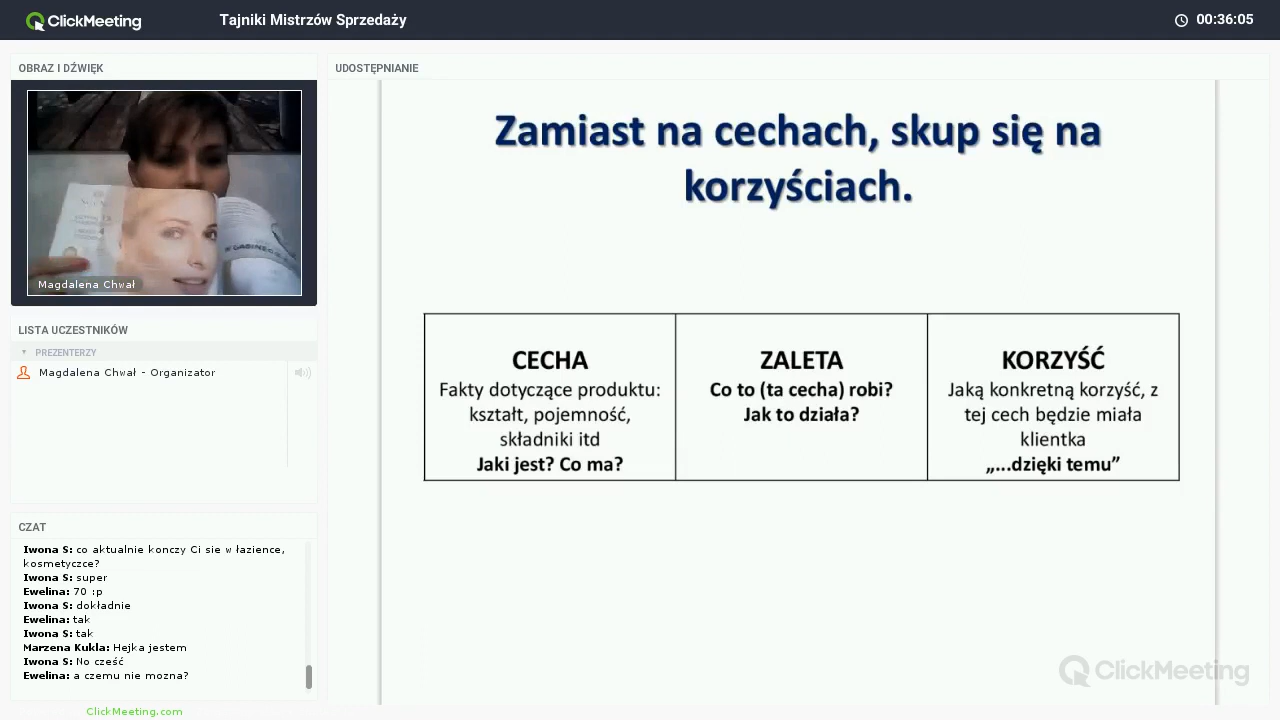 ClickMeeting
Tajniki Mistrzów Sprzedaży
00:36:05
OBRAZ I DŹWIĘK
Magdalena Chwał
LISTA UCZESTNIKÓW
PREZENTERZY
Magdalena Chwał - Organizator
CZAT
Iwona S: co aktualnie konczy Ci sie w łazience,
kosmetyczce?
Iwona S: super
Ewelina: 70 :p
Iwona S: dokładnie
Ewelina: tak
Iwona S: tak
Marzena Kukla: Hejka jestem
Iwona S: No cześć
Ewelina: a czemu nie mozna?
ClickMeeting.com
UDOSTĘPNIANIE
Zamiast na cechach, skup się na
korzyściach.
CECHA
Fakty dotyczące produktu:
kształt, pojemność,
składniki itd
Jaki jest? Co ma?
ZALETA
Co to (ta cecha) robi?
Jak to działa?
KORZYŚĆ
Jaką konkretną korzyść, z
tej cech będzie miała
klientka
„...dzięki temu”
ClickMeeting